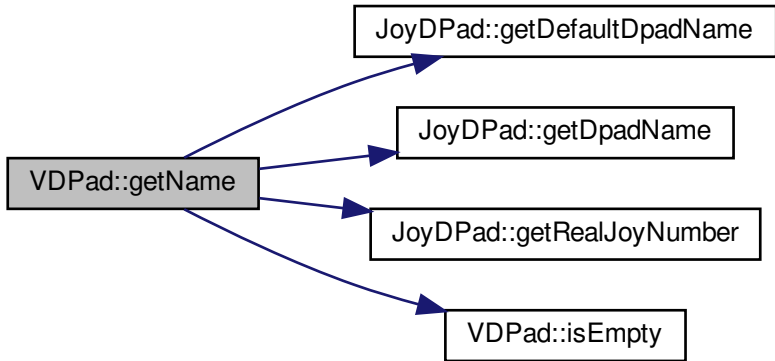 JoyDPad::getDefaultDpadName
JoyDPad::getDpadName
VDPad::getName
JoyDPad::getRealJoyNumber
VDPad::isEmpty